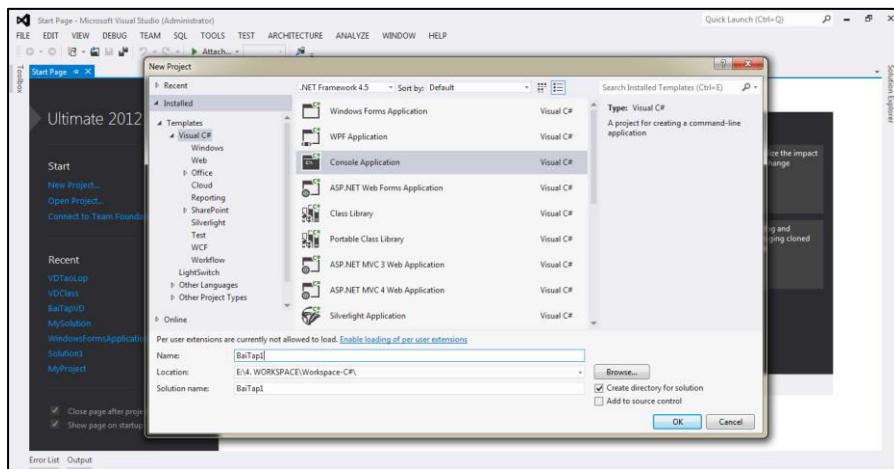 Start Page - Microsoft Visual Studio (Administrator)
Quick Launch (Ctrl+Q)
FILE EDIT VIEW DEBUG TEAM SQL TOOLS TEST ARCHITECTURE ANALYZE WINDOW HELP
Attach...
Toolbox
Start Page
Solution Explorer
Ultimate 2012
Start
New Project...
Open Project...
Connect to Team Founda
Recent
VDTaoLop
VDClass
BaiTapVD
MySolution
WindowsFormsApplicatio
Solution1
MyProject
Close page after proje
Show page on startup
New Project
Recent
Installed
Templates
Visual C#
Windows
Web
Office
Cloud
Reporting
SharePoint
Silverlight
Test
WCF
Workflow
LightSwitch
Other Languages
Other Project Types
Online
.NET Framework 4.5 Sort by: Default
Search Installed Templates (Ctrl+E)
Windows Forms Application Visual C#
WPF Application Visual C#
Console Application Visual C#
ASP.NET Web Forms Application Visual C#
Class Library Visual C#
Portable Class Library Visual C#
ASP.NET MVC 3 Web Application Visual C#
ASP.NET MVC 4 Web Application Visual C#
Silverlight Application Visual C#
Type: Visual C#
A project for creating a command-line
application
ize the impact
hange
ng and
ging cloned
Per user extensions are currently not allowed to load. Enable loading of per user extensions
Name: BaiTap1
Location: E:\4. WORKSPACE\Workspace-C#\
Browse...
Solution name: BaiTap1
Create directory for solution
Add to source control
OK Cancel
Error List Output